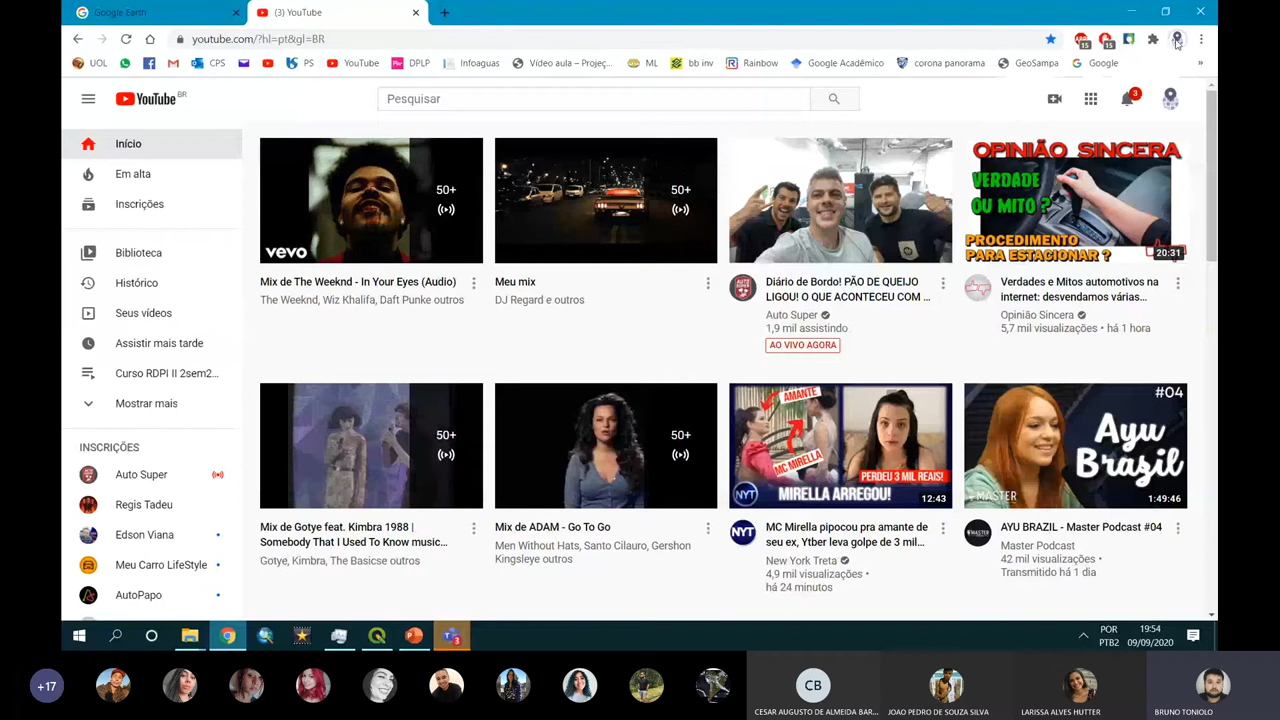 Google Earth
(3) YouTube
youtube.com/?hl=pt&gl=BR
15
15
UOL
CPS
PS
YouTube
DPLP
Infoaguas
Vídeo aula – Projeç...
ML
bb inv
Rainbow
Google Acadêmico
corona panorama
GeoSampa
Google
»
YouTube BR
Pesquisar
3
Início
Em alta
Inscrições
Biblioteca
Histórico
Seus vídeos
Assistir mais tarde
Curso RDPI II 2sem2...
Mostrar mais
INSCRIÇÕES
Auto Super
Regis Tadeu
Edson Viana
Meu Carro LifeStyle
AutoPapo
50+
vevo
Mix de The Weeknd - In Your Eyes (Audio)
The Weeknd, Wiz Khalifa, Daft Punke outros
50+
Meu mix
DJ Regard e outros
Diário de Bordo! PÃO DE QUEIJO
LIGOU! O QUE ACONTECEU COM ...
Auto Super
1,9 mil assistindo
AO VIVO AGORA
OPINIÃO SINCERA
VERDADE
OU MITO ?
PROCEDIMENTO
PARA ESTACIONAR ?
20:31
Verdades e Mitos automotivos na
internet: desvendamos várias...
Opinião Sincera
5,7 mil visualizações • há 1 hora
50+
Mix de Gotye feat. Kimbra 1988 |
Somebody That I Used To Know music...
Gotye, Kimbra, The Basicse outros
50+
Mix de ADAM - Go To Go
Men Without Hats, Santo Cilauro, Gershon
Kingsleye outros
AMANTE
MC MIRELLA
PERDEU 3 MIL REAIS!
NYT
MIRELLA ARREGOU!
12:43
NYT
MC Mirella pipocou pra amante de
seu ex, Ytber leva golpe de 3 mil...
New York Treta
4,9 mil visualizações •
há 24 minutos
#04
Ayu
Brazil
MASTER
1:49:46
AYU BRAZIL - Master Podcast #04
Master Podcast
42 mil visualizações •
Transmitido há 1 dia
3
POR
PTB2
19:54
09/09/2020
+17
CB
CESAR AUGUSTO DE ALMEIDA BAR...
JOAO PEDRO DE SOUZA SILVA
LARISSA ALVES HUTTER
BRUNO TONIOLO